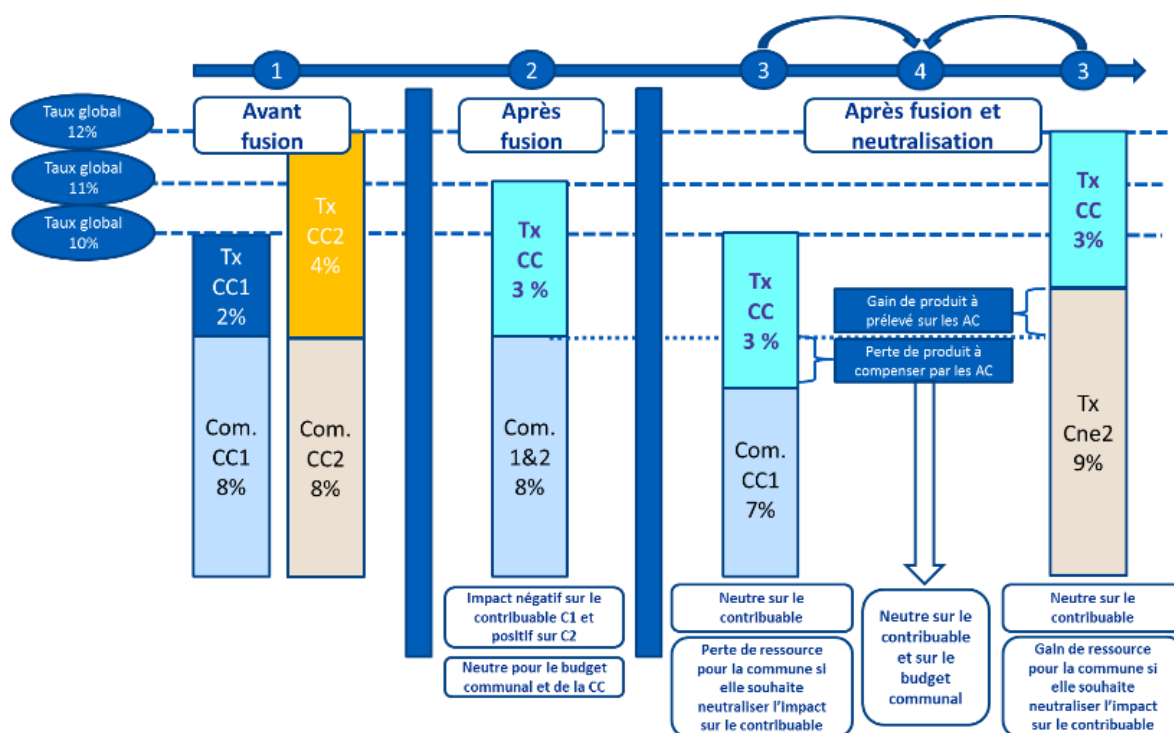 1
2
3
4
3
Taux global
12%
Taux global
11%
Taux global
10%
Avant
fusion
Après
fusion
Après fusion et
neutralisation
Tx
CC1
2%
Com.
CC1
8%
Tx
CC2
4%
Com.
CC2
8%
Tx
CC
3 %
Com.
1&2
8%
Tx
CC
3 %
Com.
CC1
7%
Gain de produit à
prélevé sur les AC
Perte de produit à
compenser par les AC
Tx
CC
3%
Tx
Cne2
9%
Impact négatif sur le
contribuable C1 et
positif sur C2
Neutre pour le budget
communal et de la CC
Neutre sur le
contribuable
Perte de ressource
pour la commune si
elle souhaite
neutraliser l'impact
sur le contribuable
Neutre sur le
contribuable
et sur le
budget
communal
Neutre sur le
contribuable
Gain de ressource
pour la commune si
elle souhaite
neutraliser l'impact
sur le contribuable